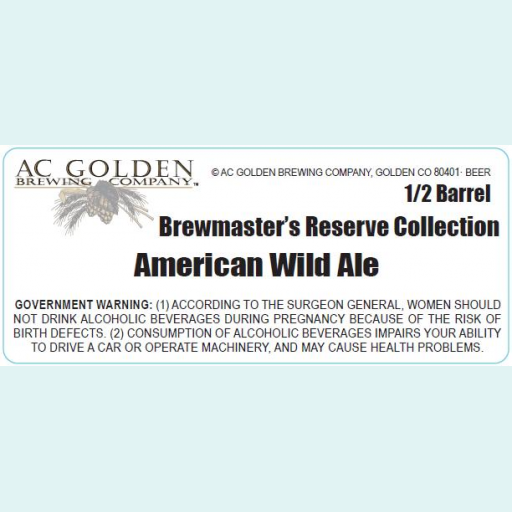 AC GOLDEN
BREWING COMPANY™
© AC GOLDEN BREWING COMPANY, GOLDEN CO 80401· BEER
1/2 Barrel
Brewmaster's Reserve Collection
American Wild Ale
GOVERNMENT WARNING: (1) ACCORDING TO THE SURGEON GENERAL, WOMEN SHOULD
NOT DRINK ALCOHOLIC BEVERAGES DURING PREGNANCY BECAUSE OF THE RISK OF
BIRTH DEFECTS. (2) CONSUMPTION OF ALCOHOLIC BEVERAGES IMPAIRS YOUR ABILITY
TO DRIVE A CAR OR OPERATE MACHINERY, AND MAY CAUSE HEALTH PROBLEMS.